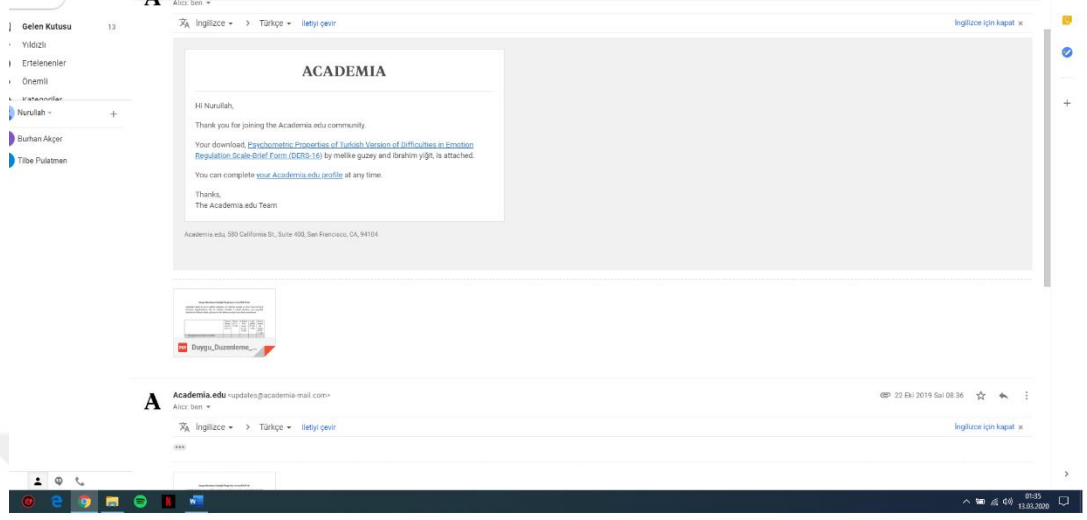 A
Alıcı: ben
İngilizce > Türkçe İletiyi çevir İngilizce için kapat x
Gelen Kutusu 13
Yıldızlı
Ertelenenler
Önemli
Kategoriler
Nurullah +
Burhan Akçer
Tilbe Pulatmen
ACADEMIA
Hi Nurullah,
Thank you for joining the Academia.edu community.
Your download, Psychometric Properties of Turkish Version of Difficulties in Emotion
Regulation Scale-Brief Form (DERS-16) by melike guzey and ibrahim yiğit, is attached.
You can complete your Academia.edu profile at any time.
Thanks,
The Academia.edu Team
Academia.edu, 580 California St., Suite 400, San Francisco, CA, 94104
PDF Duygu_Duzenleme_...
A Academia.edu <updates@academia-mail.com> 22 Eki 2019 Sal 08:36
Alıcı: ben
İngilizce > Türkçe İletiyi çevir İngilizce için kapat x
01:35
13.03.2020